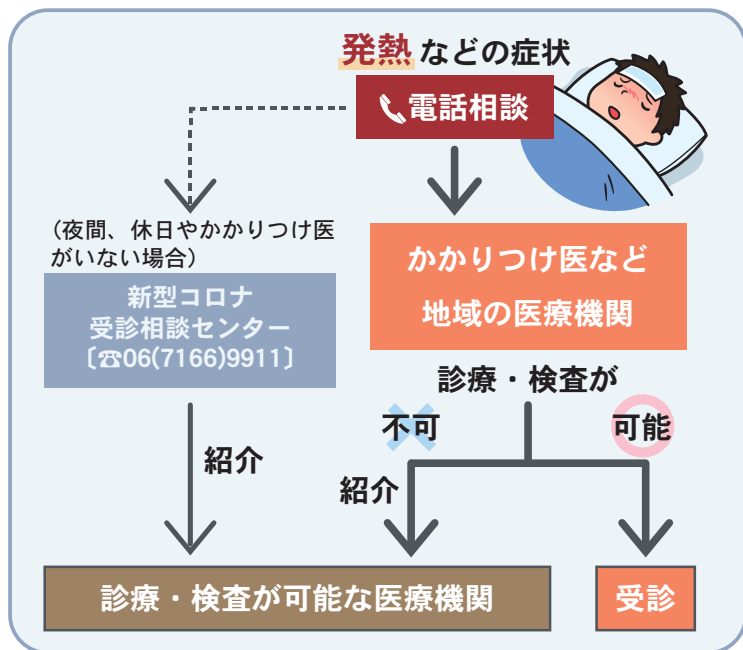 発熱などの症状
電話相談
（夜間、休日やかかりつけ医
がいない場合）
新型コロナ
受診相談センター
〔☎06(7166)9911〕
かかりつけ医など
地域の医療機関
診療・検査が
不可
可能
紹介
紹介
診療・検査が可能な医療機関
受診